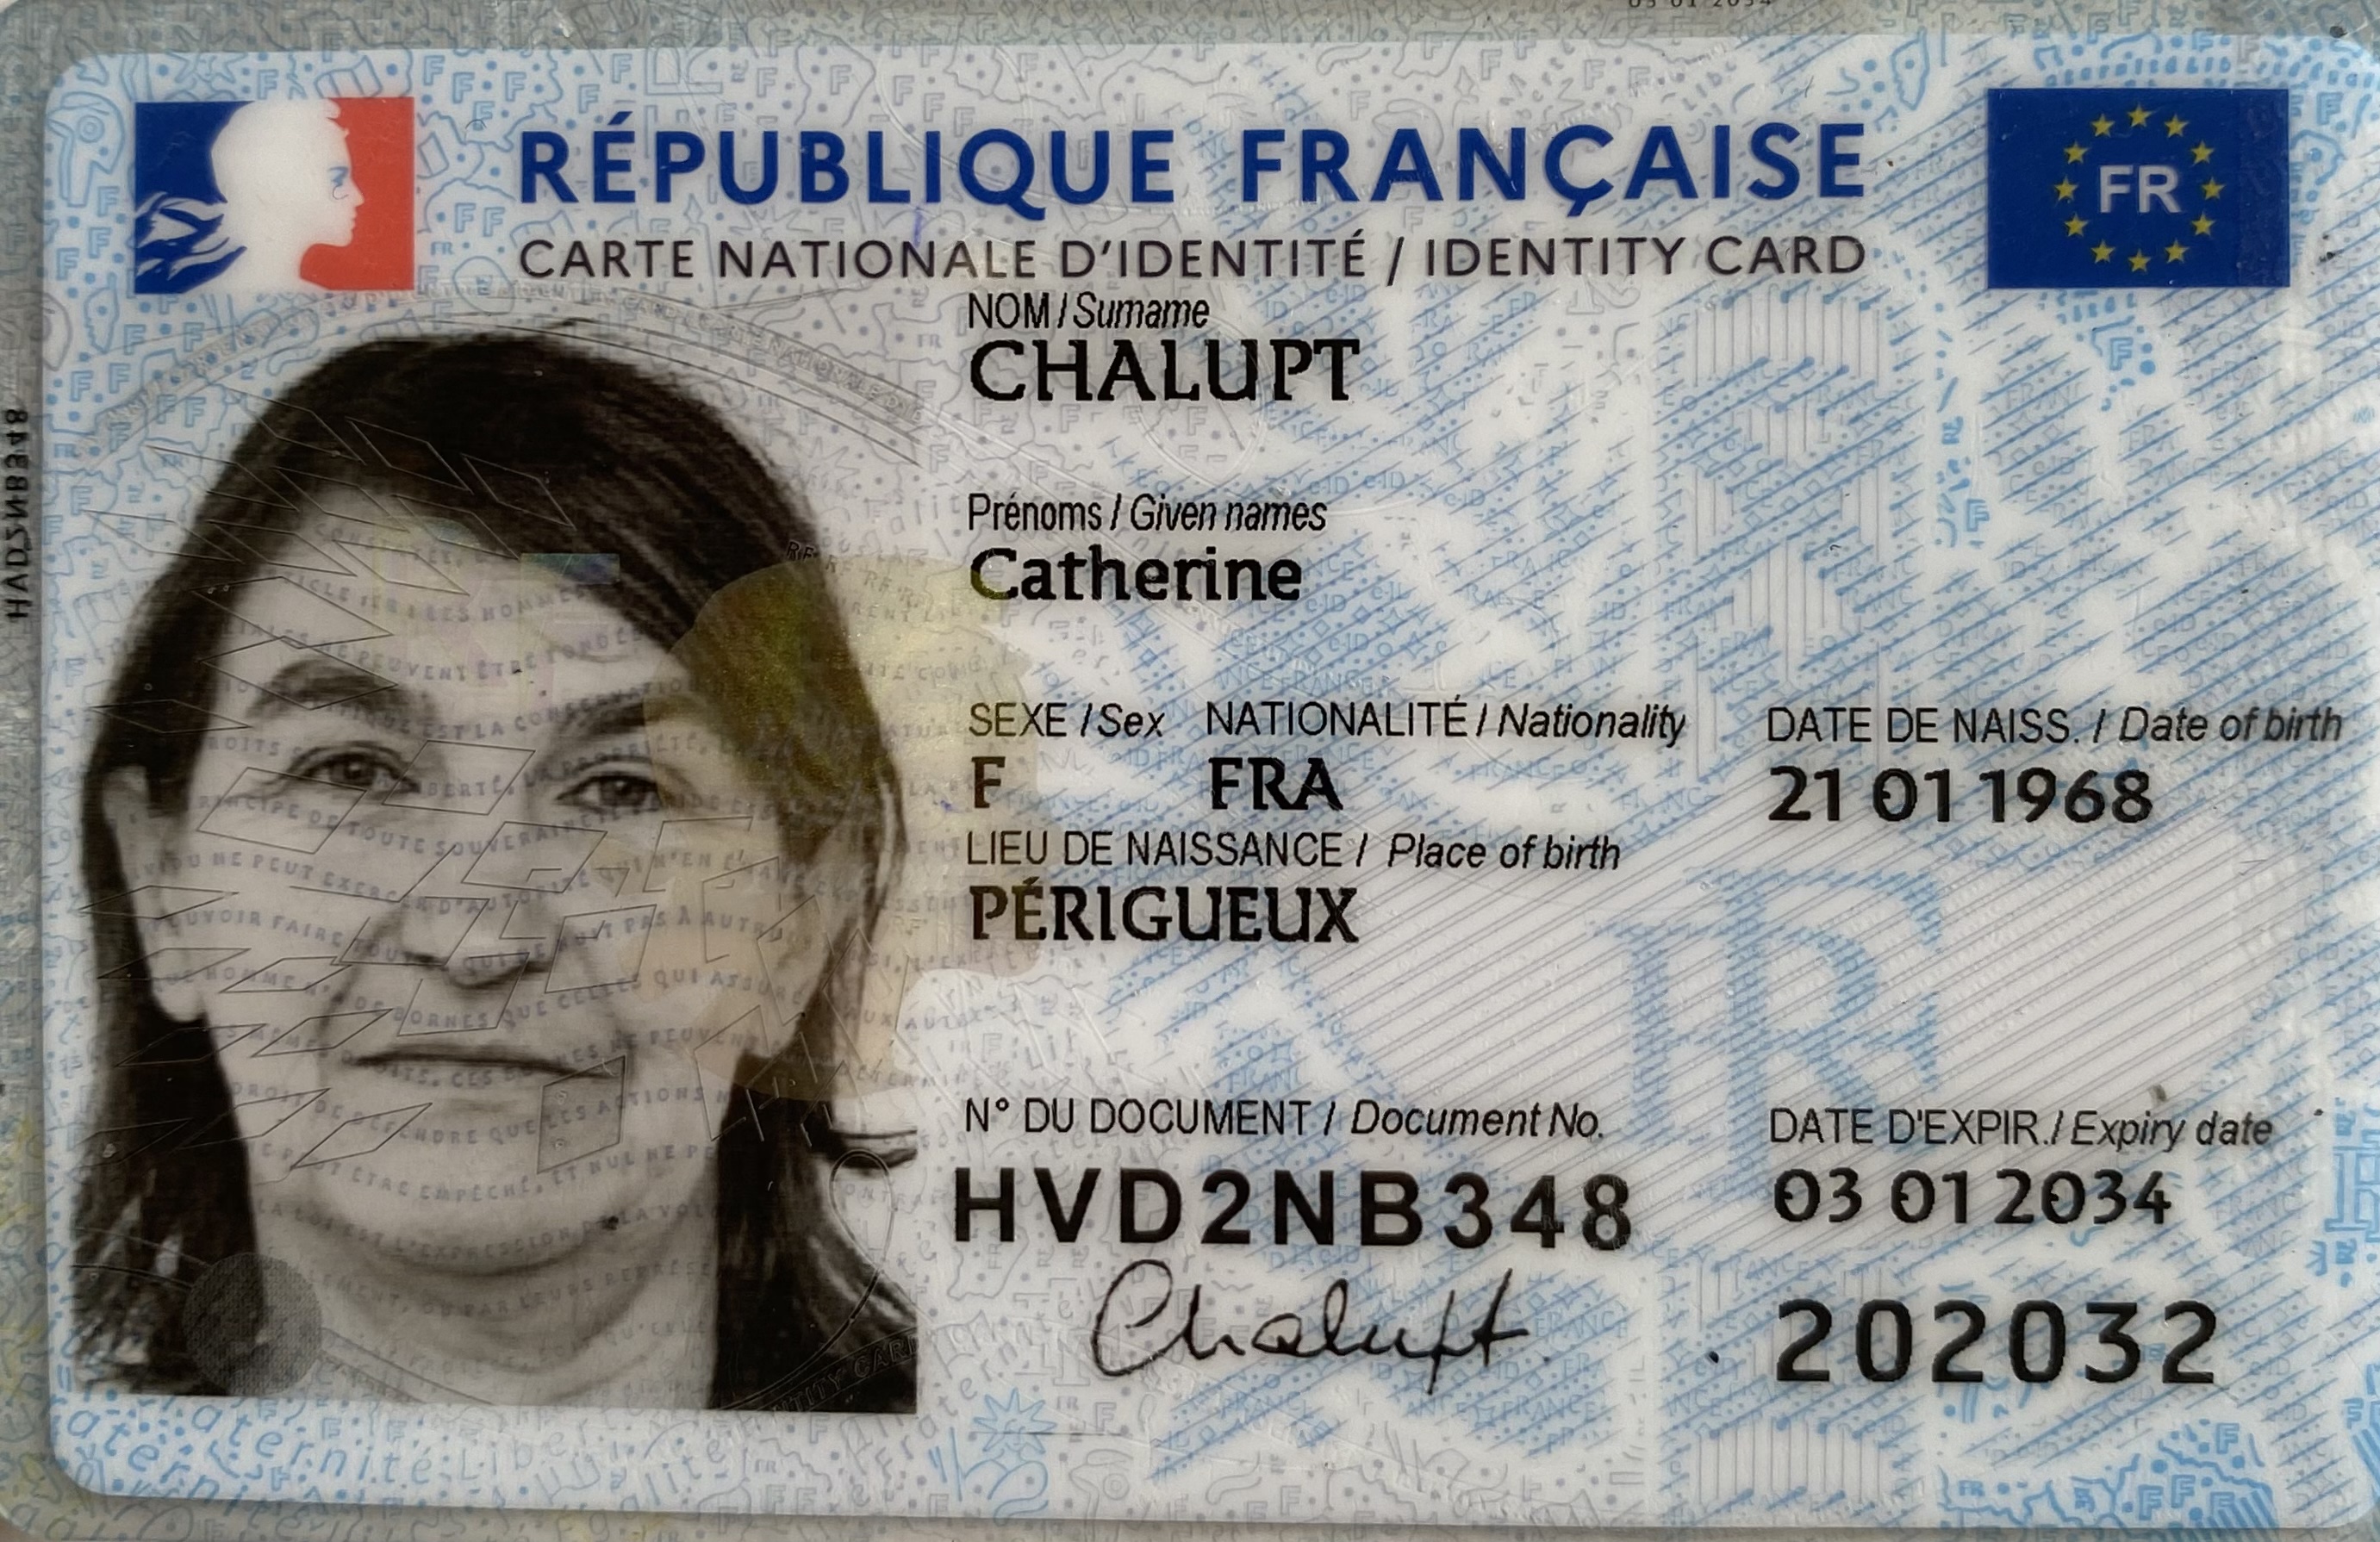 RÉPUBLIQUE FRANÇAISE
FR
CARTE NATIONALE D'IDENTITÉ / IDENTITY CARD
NOM / Surname
CHALUPT
Prénoms / Given names
Catherine
SEXE / Sex NATIONALITÉ / Nationality DATE DE NAISS. / Date of birth
F FRA 21 01 1968
LIEU DE NAISSANCE / Place of birth
PÉRIGUEUX
N° DU DOCUMENT / Document No. DATE D'EXPIR. / Expiry date
HVD2NB348 03 01 2034
Chalupt 202032